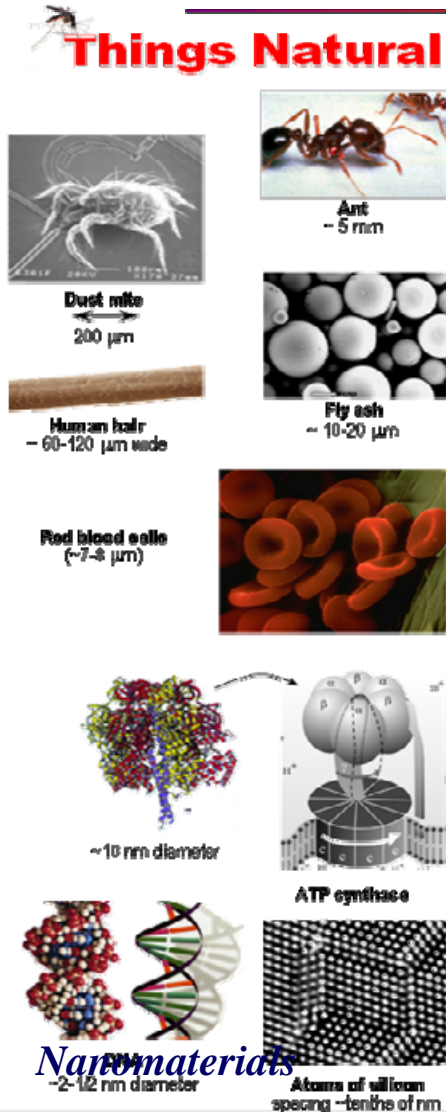 Things Natural
Ant
~ 5 mm
Dust mite
200 µm
Human hair
~ 60-120 µm wide
Fly ash
~ 10-20 µm
Red blood cells
(~7-8 µm)
~10 nm diameter
ATP synthase
DNA
~2-1/2 nm diameter
Nanomaterials
Atoms of silicon
spacing ~tenths of nm